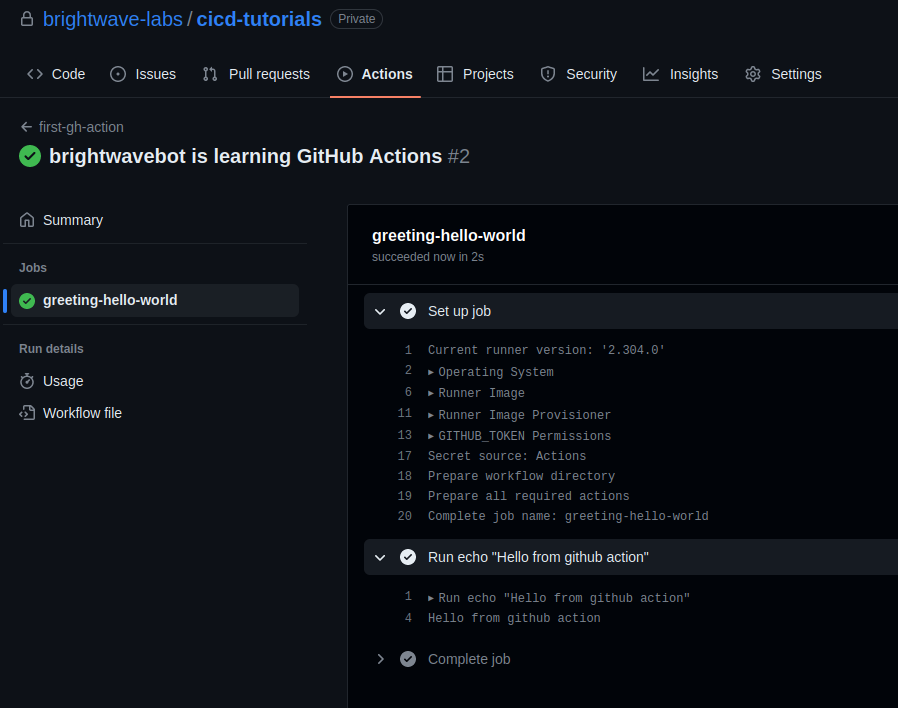 brightwave-labs / cicd-tutorials Private
Code Issues Pull requests Actions Projects Security Insights Settings
first-gh-action
brightwavebot is learning GitHub Actions #2
Summary
Jobs
greeting-hello-world
Run details
Usage
Workflow file
greeting-hello-world
succeeded now in 2s
Set up job
1 Current runner version: '2.304.0'
2 Operating System
6 Runner Image
11 Runner Image Provisioner
13 GITHUB_TOKEN Permissions
17 Secret source: Actions
18 Prepare workflow directory
19 Prepare all required actions
20 Complete job name: greeting-hello-world
Run echo "Hello from github action"
1 Run echo "Hello from github action"
4 Hello from github action
Complete job